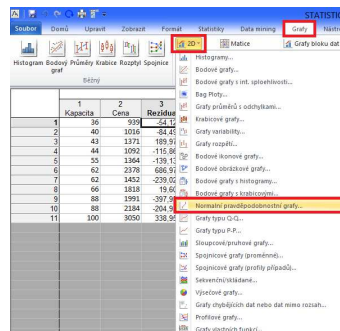 STATISTIC
Soubor Domů Upravit Zobrazit Formát Statistiky Data mining Grafy Nástro
Histogram Bodový graf Průměry Krabice Rozptyl Spojnice
Běžný
2D
Matice
Grafy bloku dat
Histogramy...
Bodové grafy...
Bodové grafy s int. spolehlivosti...
Bag Ploty...
Grafy průměrů s odchylkami...
Krabicové grafy...
Grafy variability...
Grafy rozpětí...
Bodové ikonové grafy...
Bodové obrázkové grafy...
Bodové grafy s histogramy...
Bodové grafy s krabicovými...
Normální pravděpodobnostní grafy...
Grafy typu Q-Q...
Grafy typu P-P...
Sloupcové/pruhové grafy...
Spojnicové grafy (proměnné)...
Spojnicové grafy (profily případů)...
Sekvenční/skládané...
Výsečové grafy...
Grafy chybějících dat nebo dat mimo rozsah...
Profilové grafy...
Grafy vlastních funkcí...
1 2 3
Kapacita Cena Rezidua
1 36 939 -54,12
2 40 1016 -84,49
3 43 1371 189,97
4 44 1092 -115,86
5 55 1364 -139,13
6 62 2378 686,97
7 62 1452 -239,02
8 66 1818 19,60
9 88 1991 -397,9
10 88 2184 -204,9
11 100 3050 338,95